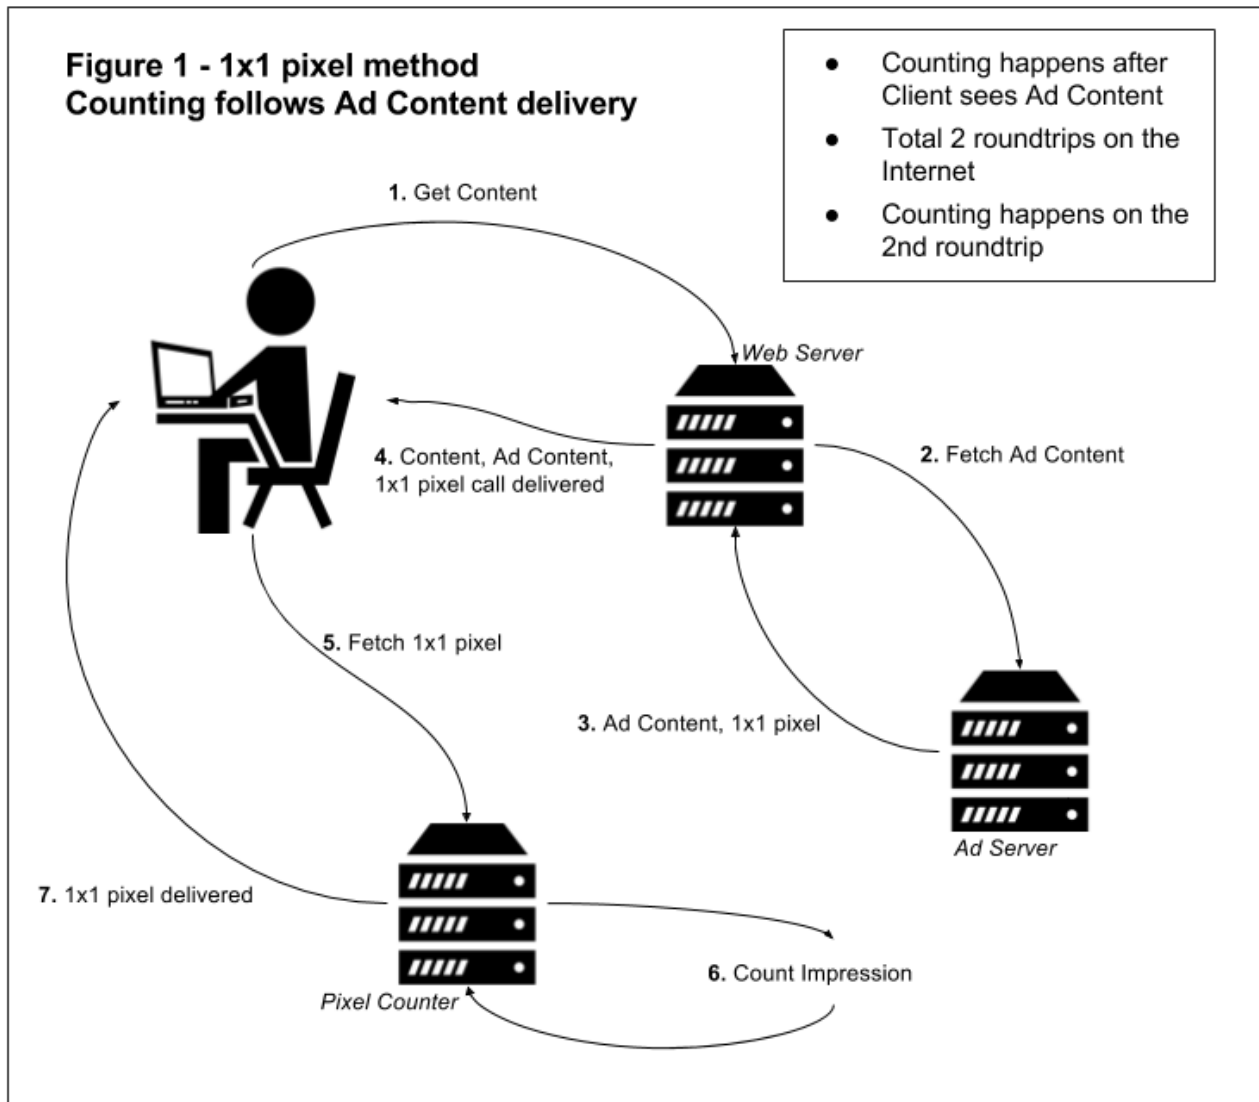 Figure 1 - 1x1 pixel method
Counting follows Ad Content delivery
● Counting happens after
Client sees Ad Content
● Total 2 roundtrips on the
Internet
● Counting happens on the
2nd roundtrip
1. Get Content
Web Server
2. Fetch Ad Content
4. Content, Ad Content,
1x1 pixel call delivered
5. Fetch 1x1 pixel
3. Ad Content, 1x1 pixel
Ad Server
7. 1x1 pixel delivered
6. Count Impression
Pixel Counter